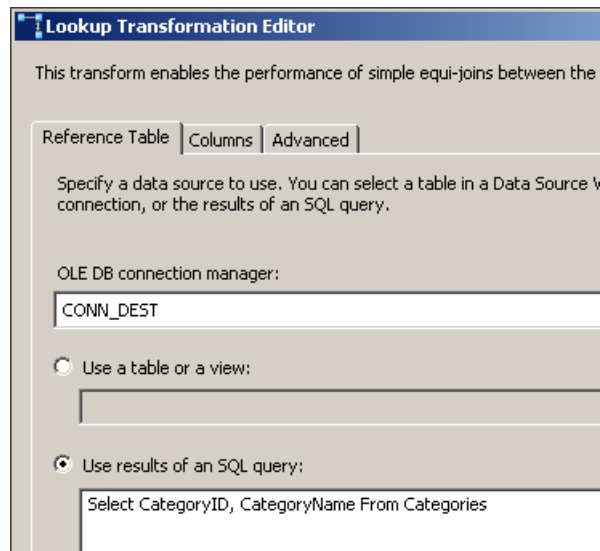 Lookup Transformation Editor
This transform enables the performance of simple equi-joins between the
Reference Table Columns Advanced
Specify a data source to use. You can select a table in a Data Source
connection, or the results of an SQL query.
OLE DB connection manager:
CONN_DEST
Use a table or a view:
Use results of an SQL query:
Select CategoryID, CategoryName From Categories